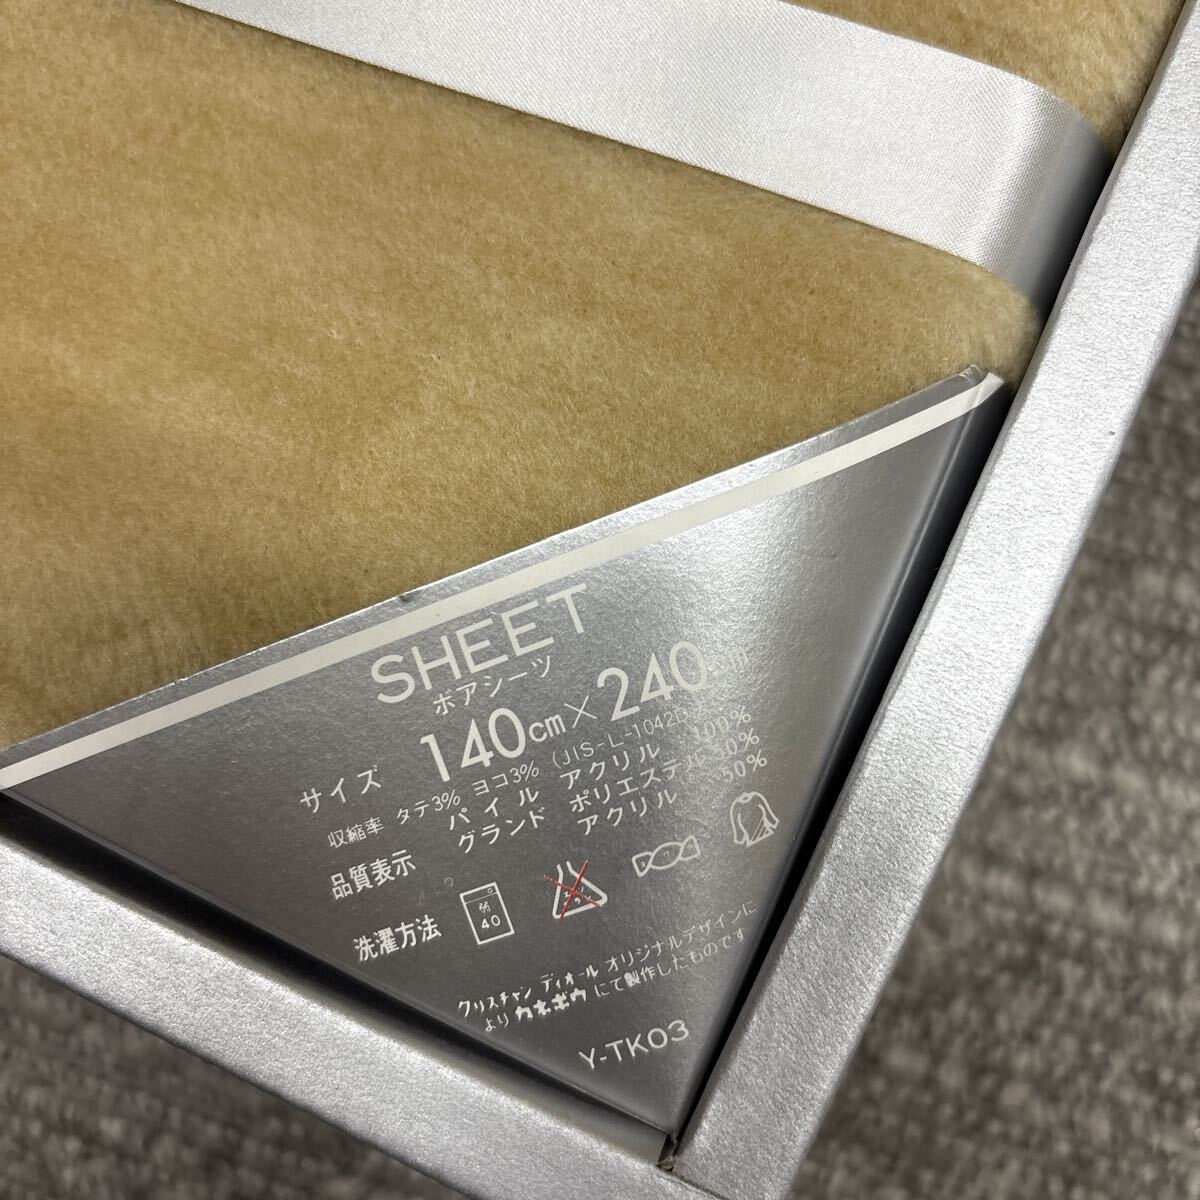 SHEET
ボアシーツ
サイズ 140cm×240cm
収縮率 タテ3% ヨコ3% (JIS-L-1042
品質表示 パイル アクリル 100%
グランド ポリエステル 50%
アクリル 50%
洗濯方法 40
クリスチャン ディオール オリジナルデザインに
より カネボウ にて製作したものです
Y-TK03